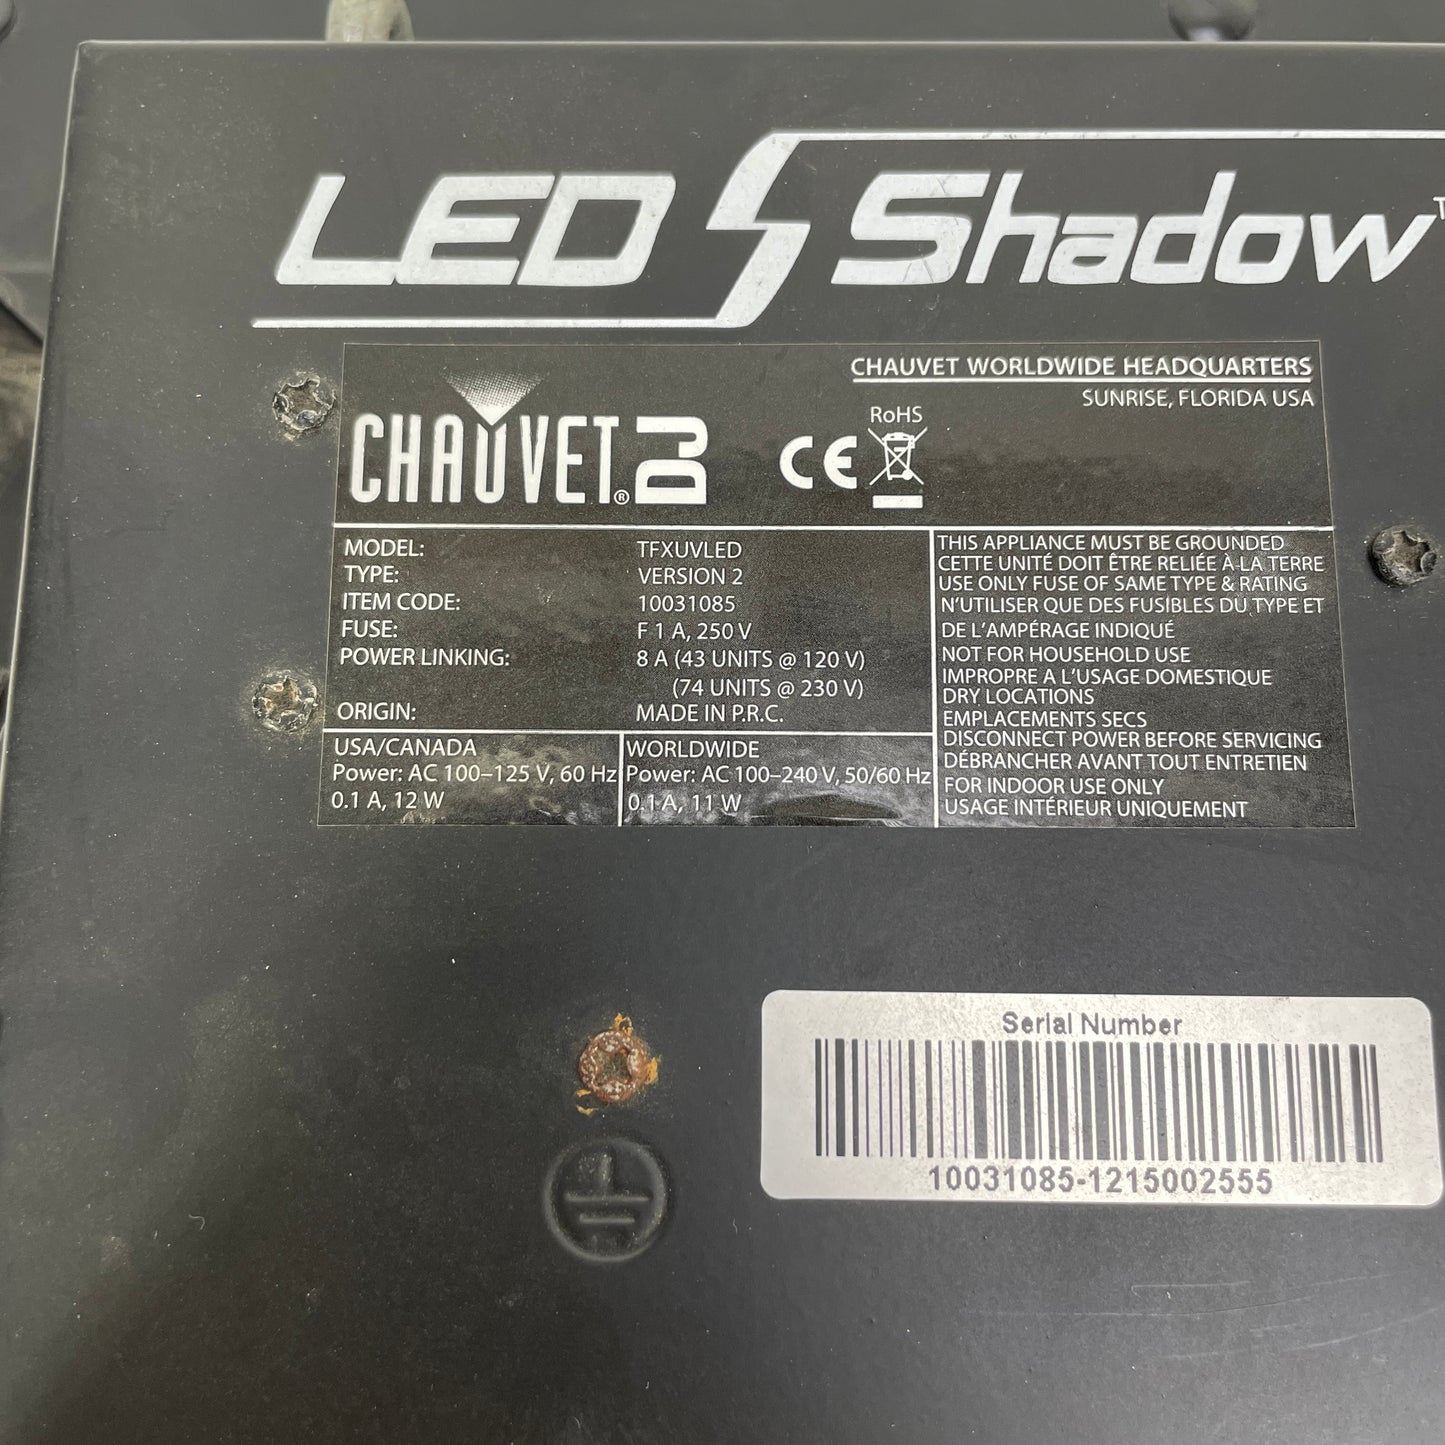 LED Shadow™
CHAUVET® DJ
CE
RoHS
CHAUVET WORLDWIDE HEADQUARTERS
SUNRISE, FLORIDA USA
MODEL: TFXUVLED
TYPE: VERSION 2
ITEM CODE: 10031085
FUSE: F 1 A, 250 V
POWER LINKING: 8 A (43 UNITS @ 120 V)
(74 UNITS @ 230 V)
ORIGIN: MADE IN P.R.C.
USA/CANADA
Power: AC 100–125 V, 60 Hz
0.1 A, 12 W
WORLDWIDE
Power: AC 100–240 V, 50/60 Hz
0.1 A, 11 W
THIS APPLIANCE MUST BE GROUNDED
CETTE UNITÉ DOIT ÊTRE RELIÉE À-LA TERRE
USE ONLY FUSE OF SAME TYPE & RATING
N'UTILISER QUE DES FUSIBLES DU TYPE ET
DE L'AMPÉRAGE INDIQUÉ
NOT FOR HOUSEHOLD USE
IMPROPRE A L'USAGE DOMESTIQUE
DRY LOCATIONS
EMPLACEMENTS SECS
DISCONNECT POWER BEFORE SERVICING
DÉBRANCHER AVANT TOUT ENTRETIEN
FOR INDOOR USE ONLY
USAGE INTÉRIEUR UNIQUEMENT
Serial Number
10031085-1215002555